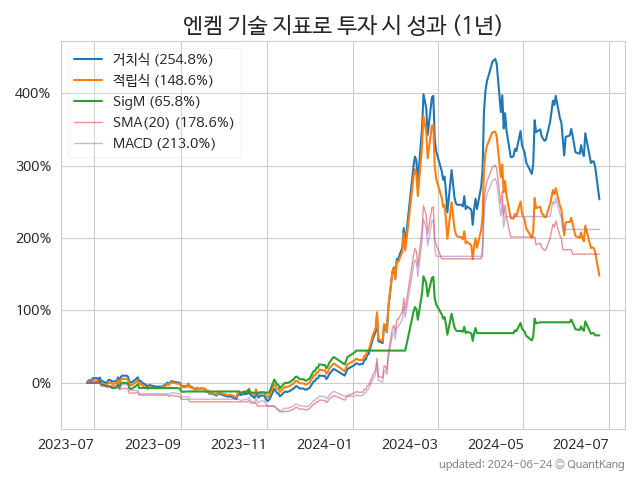 엔켐 기술 지표로 투자 시 성과 (1년)
거치식 (254.8%)
적립식 (148.6%)
SigM (65.8%)
SMA(20) (178.6%)
MACD (213.0%)
400%
300%
200%
100%
0%
2023-07 2023-09 2023-11 2024-01 2024-03 2024-05 2024-07
updated: 2024-06-24 © QuantKang